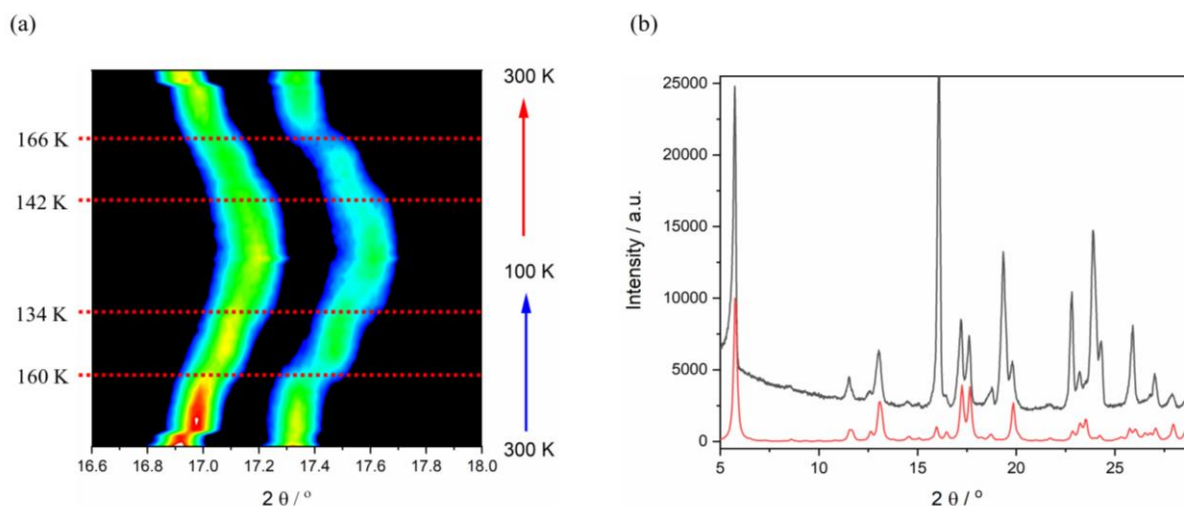 (a)
(b)
300 K
166 K
142 K
100 K
134 K
160 K
300 K
16.6 16.8 17.0 17.2 17.4 17.6 17.8 18.0
2 θ / °
25000
20000
15000
10000
5000
0
Intensity / a.u.
5 10 15 20 25
2 θ / °